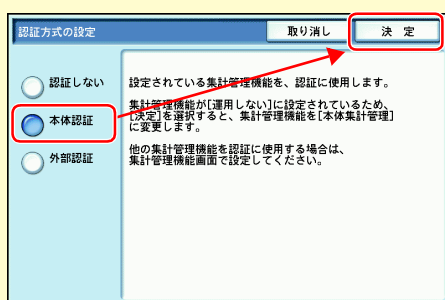 認証方式の設定
取り消し
決 定
認証しない
本体認証
外部認証
設定されている集計管理機能を、認証に使用します。
集計管理機能が[運用しない]に設定されているため、
[決定]を選択すると、集計管理機能を[本体集計管理]
に変更します。
他の集計管理機能を認証に使用する場合は、
集計管理機能画面で設定してください。